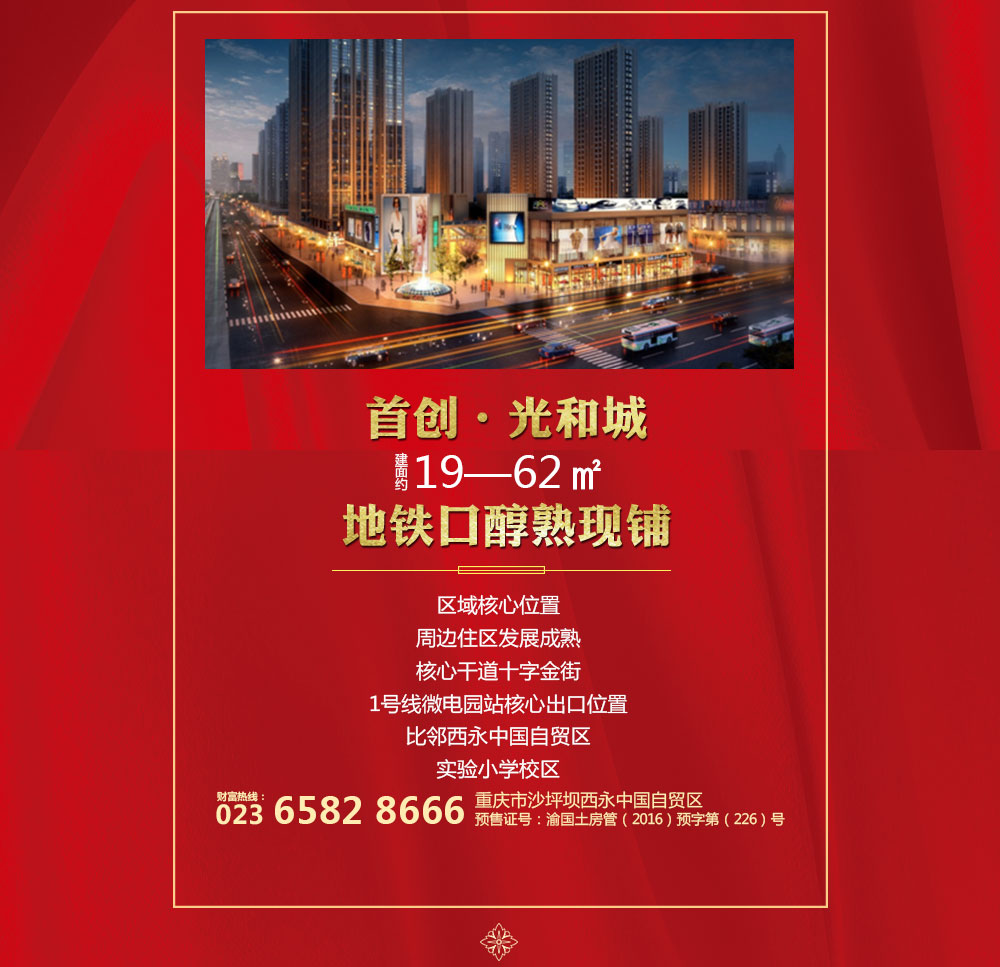 首创·光和城
建面约 19—62㎡
地铁口醇熟现铺
区域核心位置
周边住区发展成熟
核心干道十字金街
1号线微电园站核心出口位置
比邻西永中国自贸区
实验小学校区
财富热线：
023 6582 8666
重庆市沙坪坝西永中国自贸区
预售证号：渝国土房管（2016）预字第（226）号